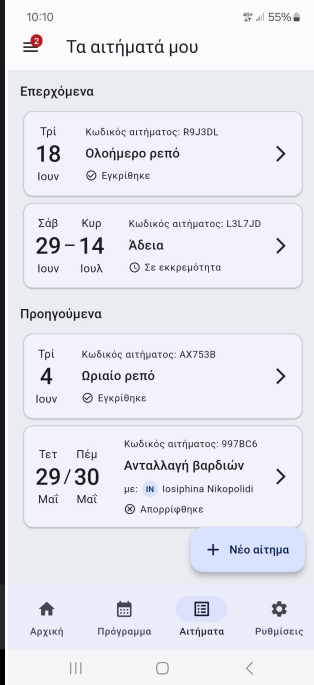 10:10
4G+ 55%
2
Τα αιτήματά μου
Επερχόμενα
Τρί
18
Ιουν
Κωδικός αιτήματος: R9J3DL
Ολοήμερο ρεπό
Εγκρίθηκε
Σάβ Κυρ
29 – 14
Ιουν Ιουλ
Κωδικός αιτήματος: L3L7JD
Άδεια
Σε εκκρεμότητα
Προηγούμενα
Τρί
4
Ιουν
Κωδικός αιτήματος: AX753B
Ωριαίο ρεπό
Εγκρίθηκε
Τετ Πέμ
29 / 30
Μαΐ Μαΐ
Κωδικός αιτήματος: 997BC6
Ανταλλαγή βαρδιών
με: IN Iosiphina Nikopolidi
Απορρίφθηκε
+ Νέο αίτημα
Αρχική Πρόγραμμα Αιτήματα Ρυθμίσεις